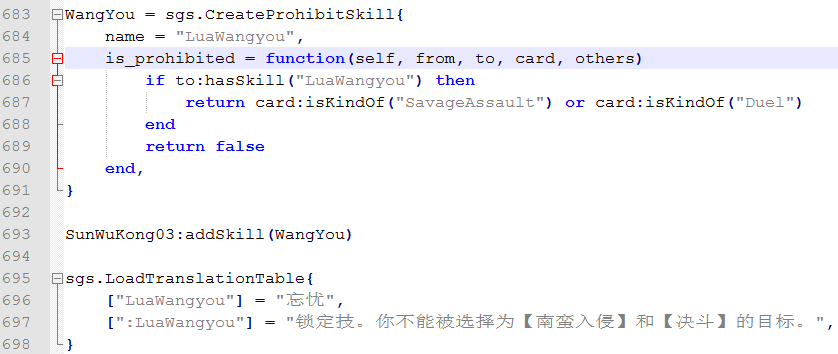 683 WangYou = sgs.CreateProhibitSkill{
684     name = "LuaWangyou",
685     is_prohibited = function(self, from, to, card, others)
686         if to:hasSkill("LuaWangyou") then
687             return card:isKindOf("SavageAssault") or card:isKindOf("Duel")
688         end
689         return false
690     end,
691 }
692
693 SunWuKong03:addSkill(WangYou)
694
695 sgs.LoadTranslationTable{
696     ["LuaWangyou"] = "忘忧",
697     [":LuaWangyou"] = "锁定技。你不能被选择为【南蛮入侵】和【决斗】的目标。",
698 }